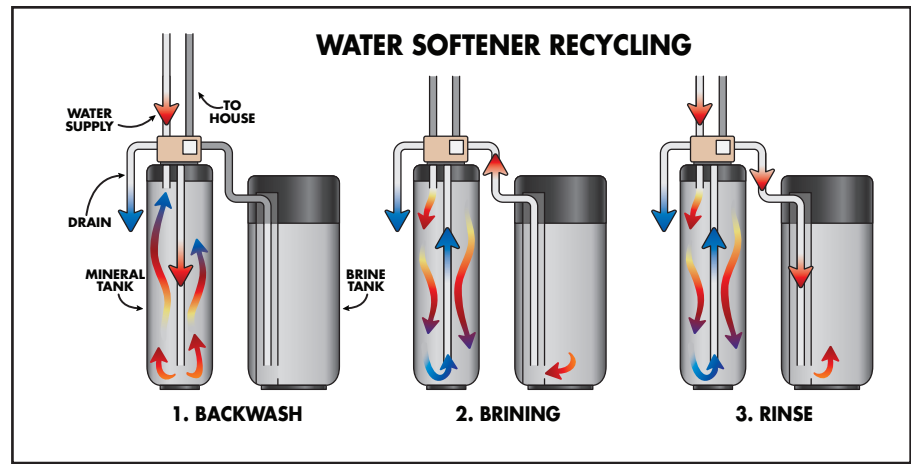 WATER SOFTENER RECYCLING
WATER
SUPPLY
TO
HOUSE
DRAIN
MINERAL
TANK
BRINE
TANK
1. BACKWASH
2. BRINING
3. RINSE